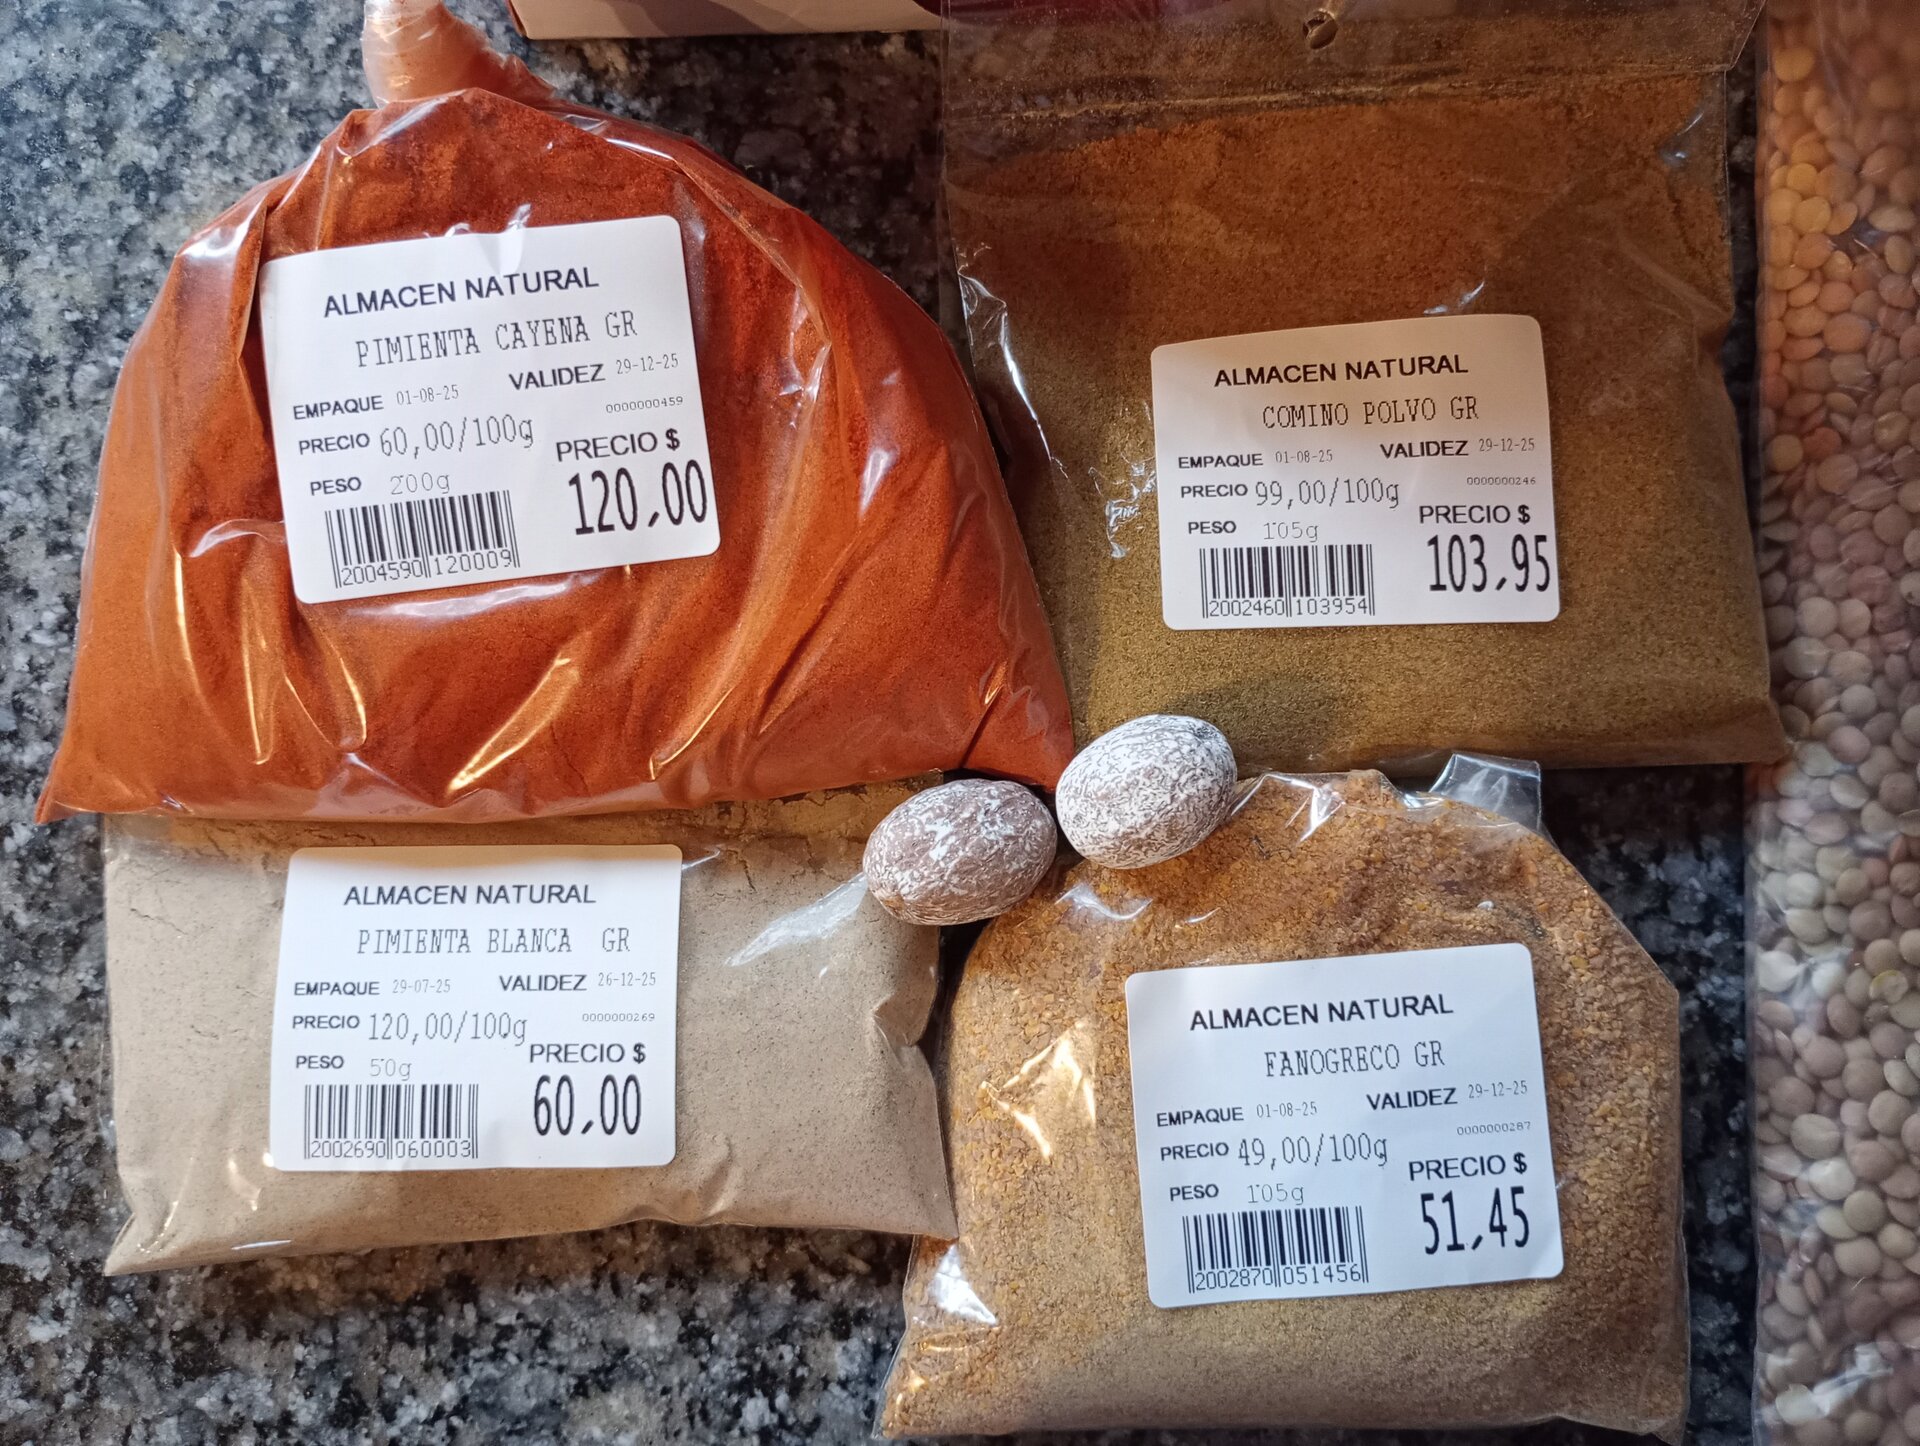 ALMACEN NATURAL
PIMIENTA CAYENA GR
EMPAQUE 01-08-25 VALIDEZ 29-12-25
0000000459
PRECIO 60,00/100g
PRECIO $
PESO 200g
120,00
2004590 120009
ALMACEN NATURAL
COMINO POLVO GR
EMPAQUE 01-08-25 VALIDEZ 29-12-25
0000000246
PRECIO 99,00/100g
PRECIO $
PESO 105g
103,95
2002460 103954
ALMACEN NATURAL
PIMIENTA BLANCA GR
EMPAQUE 29-07-25 VALIDEZ 26-12-25
0000000269
PRECIO 120,00/100g
PRECIO $
PESO 50g
60,00
2002690 060003
ALMACEN NATURAL
FANOGRECO GR
EMPAQUE 01-08-25 VALIDEZ 29-12-25
0000000287
PRECIO 49,00/100g
PRECIO $
PESO 105g
51,45
2002870 051456